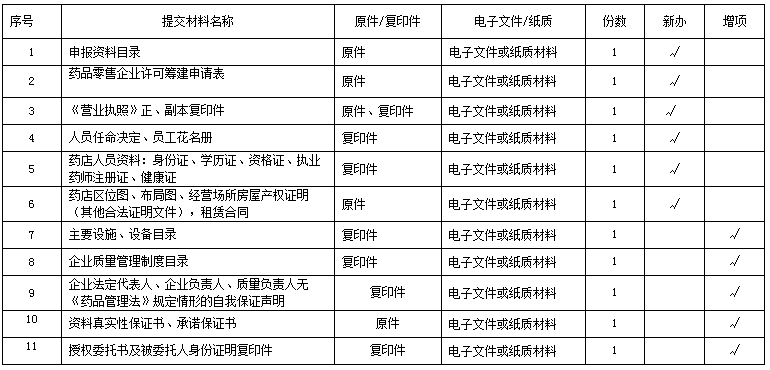 序号 提交材料名称 原件/复印件 电子文件/纸质 份数 新办 增项
1 申报资料目录 原件 电子文件或纸质材料 1 √
2 药品零售企业许可筹建申请表 原件 电子文件或纸质材料 1 √
3 《营业执照》正、副本复印件 原件、复印件 电子文件或纸质材料 1 √
4 人员任命决定、员工花名册 复印件 电子文件或纸质材料 1 √
5 药店人员资料：身份证、学历证、资格证、执业
药师注册证、健康证 复印件 电子文件或纸质材料 1 √
6 药店区位图、布局图、经营场所房屋产权证明
（其他合法证明文件），租赁合同 原件 电子文件或纸质材料 1 √
7 主要设施、设备目录 复印件 电子文件或纸质材料 1 √
8 企业质量管理制度目录 复印件 电子文件或纸质材料 1 √
9 企业法定代表人、企业负责人、质量负责人无
《药品管理法》规定情形的自我保证声明 复印件 电子文件或纸质材料 1 √
10 资料真实性保证书、承诺保证书 原件 电子文件或纸质材料 1 √
11 授权委托书及被委托人身份证明复印件 复印件 电子文件或纸质材料 1 √